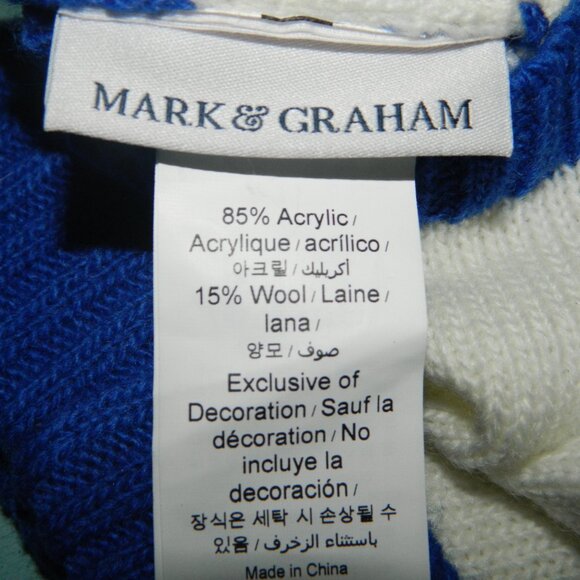 MARK & GRAHAM
85% Acrylic /
Acrylique / acrílico /
아크릴 / أكريليك
15% Wool / Laine /
lana /
양모 / صوف
Exclusive of
Decoration / Sauf la
décoration / No
incluye la
decoración /
장식은 세탁 시 손상될 수
있음 / باستثناء الزخرف
Made in China